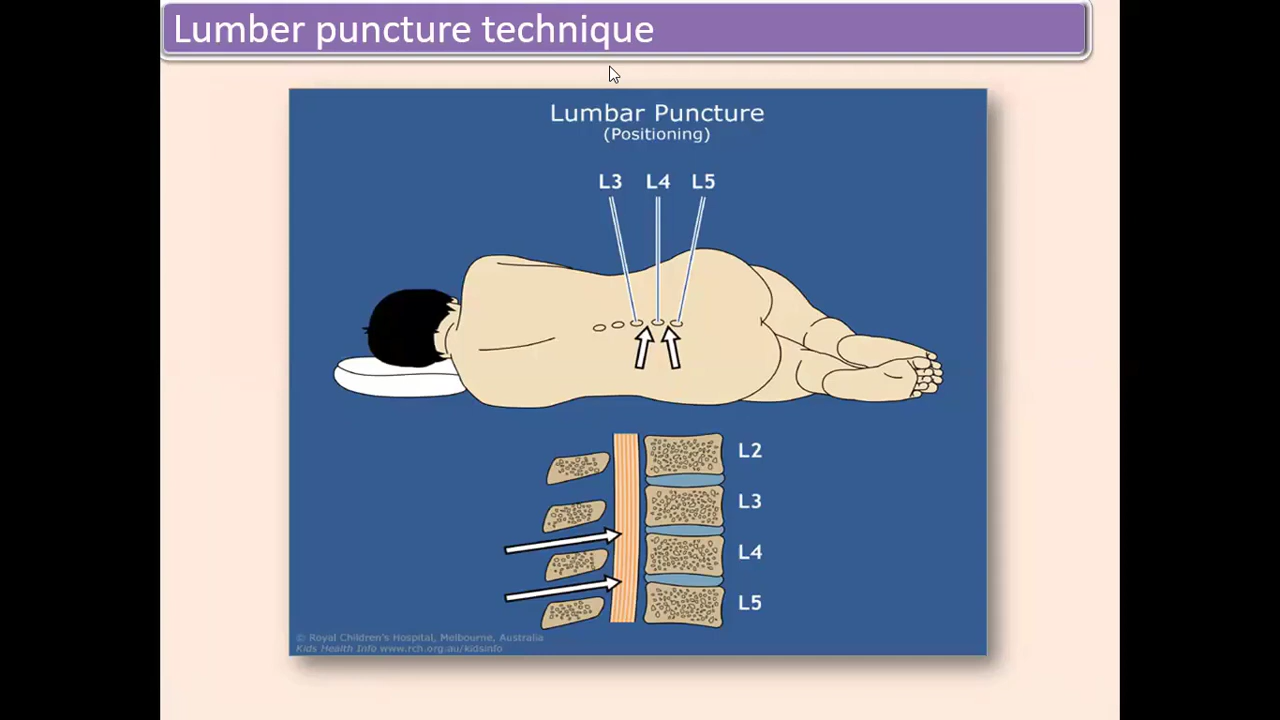 Lumber puncture technique
Lumbar Puncture
(Positioning)
L3 L4 L5
L2
L3
L4
L5
© Royal Children's Hospital, Melbourne, Australia
Kids Health Info www.rch.org.au/kidsinfo